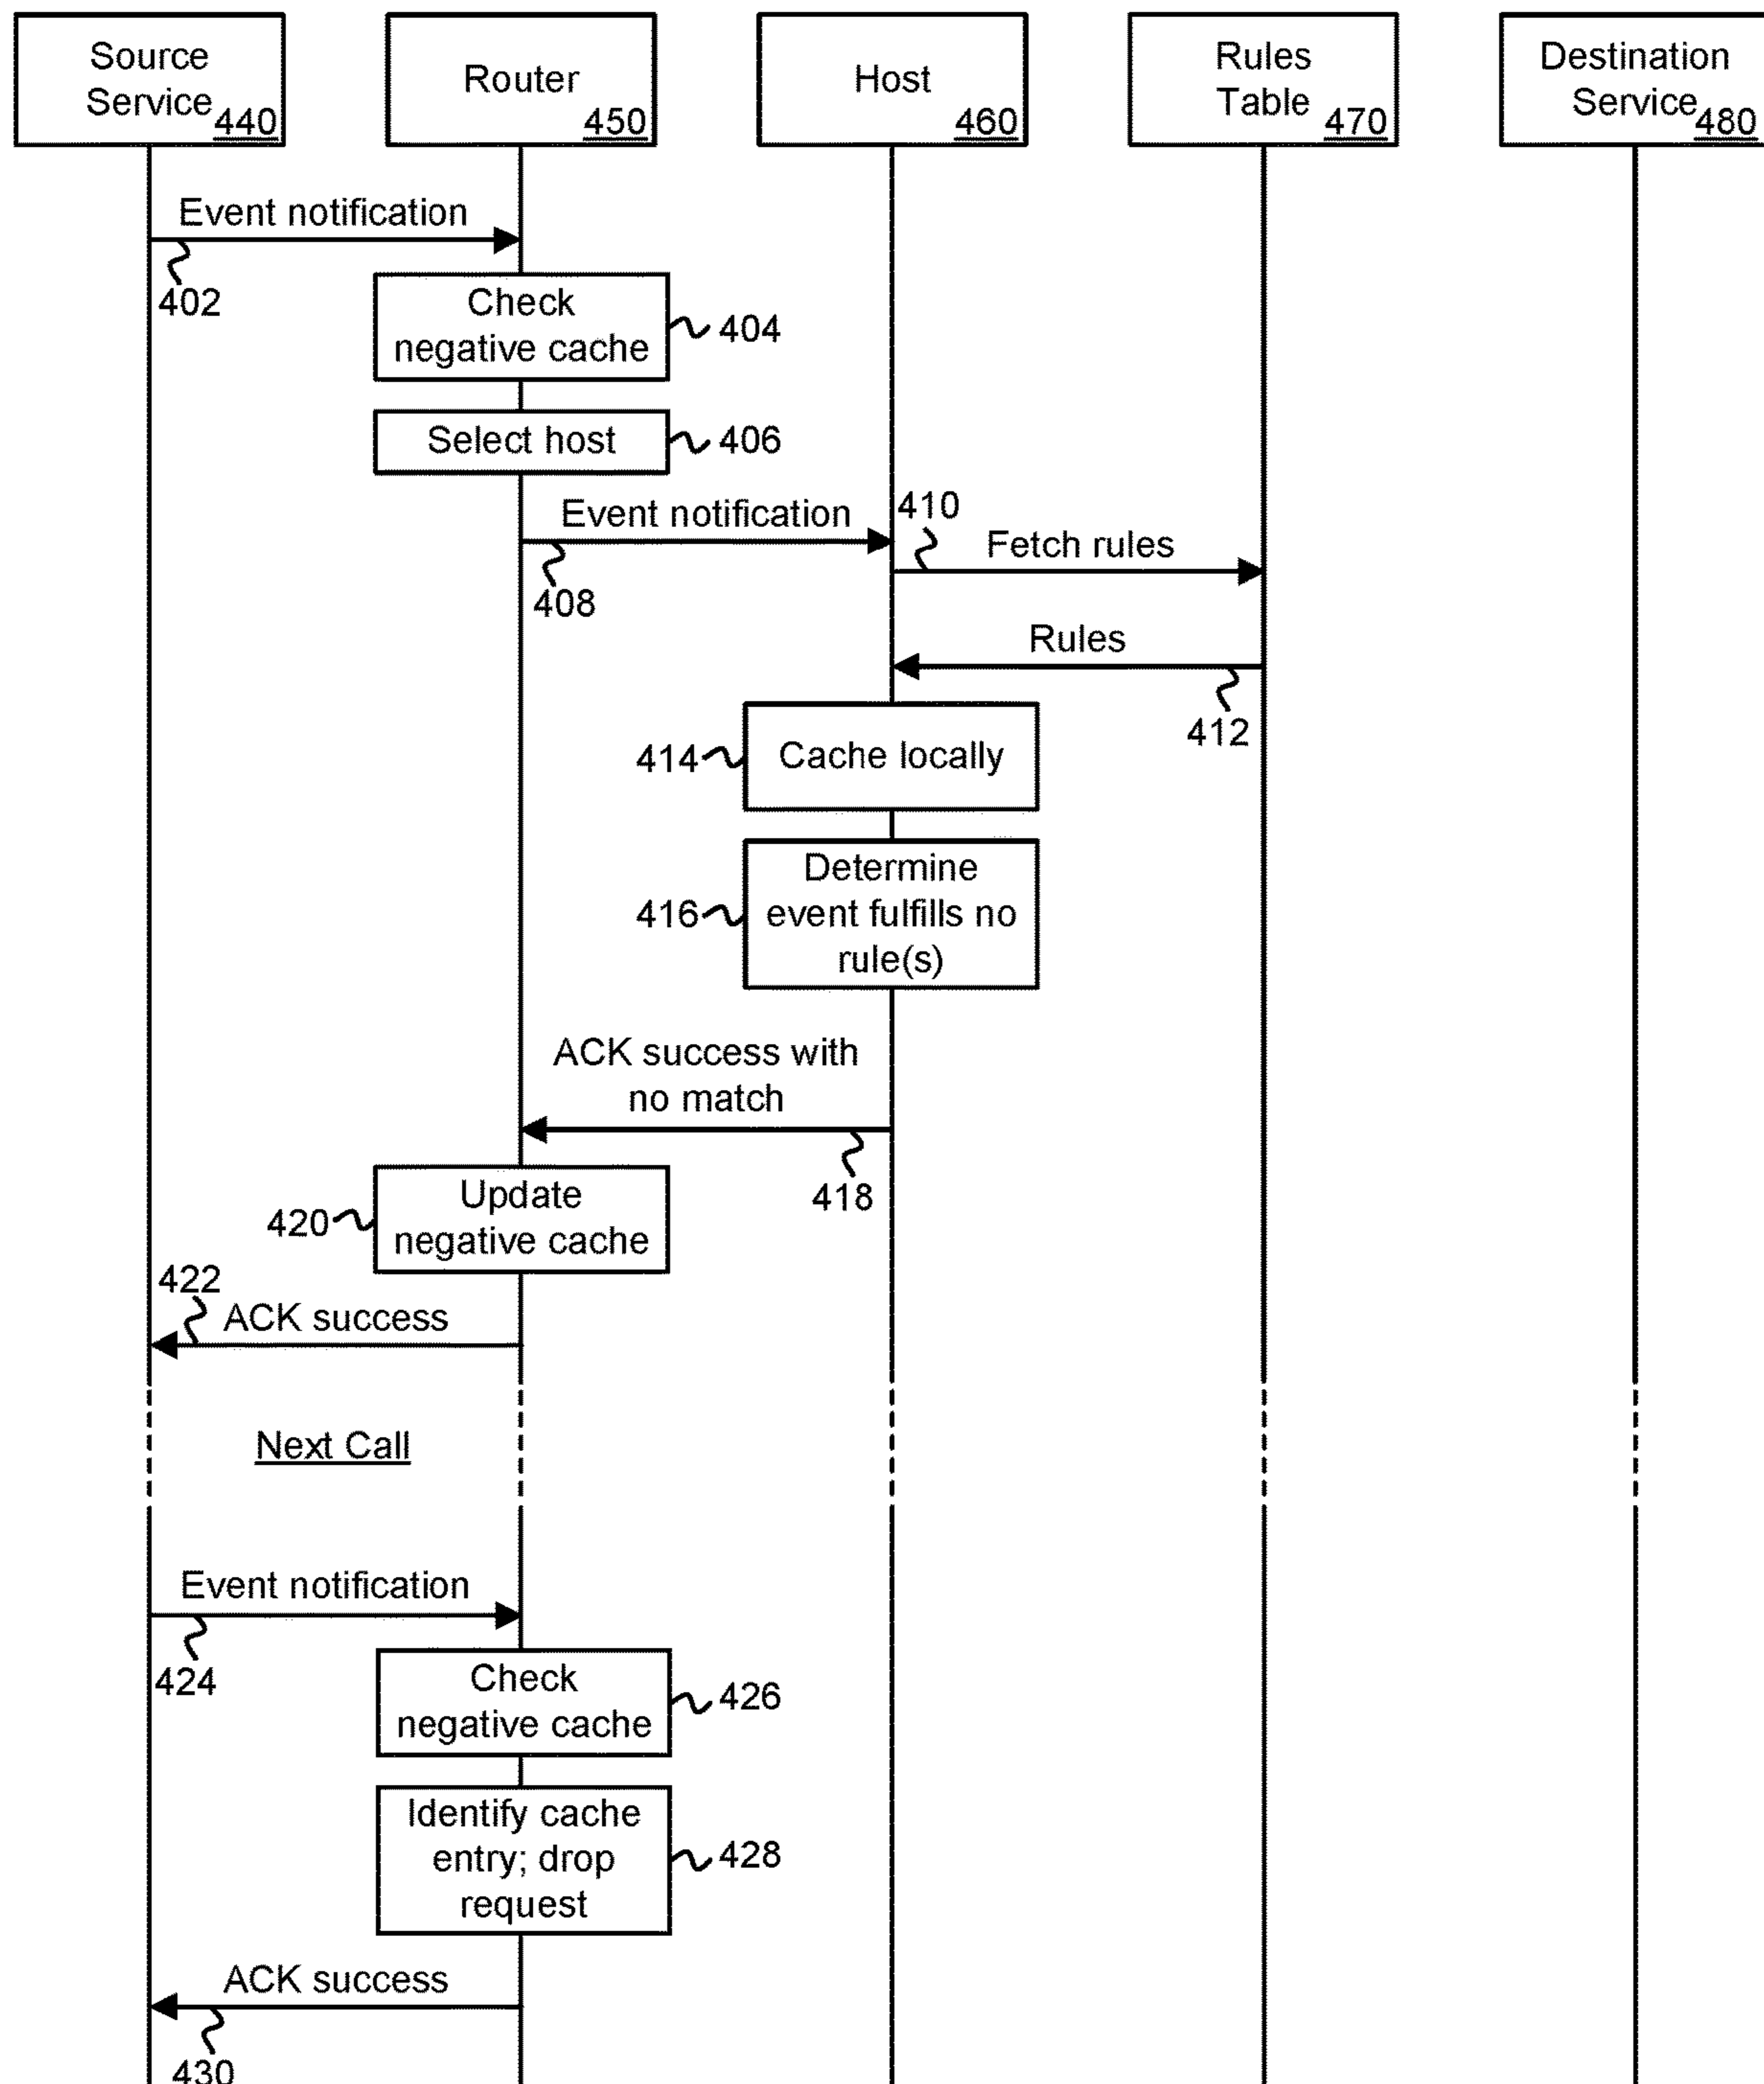 Source
Service
440
Router
450
Host
460
Rules
Table
470
Destination
Service
480
Event notification
402
Check
negative cache
404
Select host
406
Event notification
408
410
Fetch rules
Rules
412
414
Cache locally
416
Determine
event fulfills no
rule(s)
ACK success with
no match
418
420
Update
negative cache
422
ACK success
Next Call
Event notification
424
Check
negative cache
426
Identify cache
entry; drop
request
428
ACK success
430